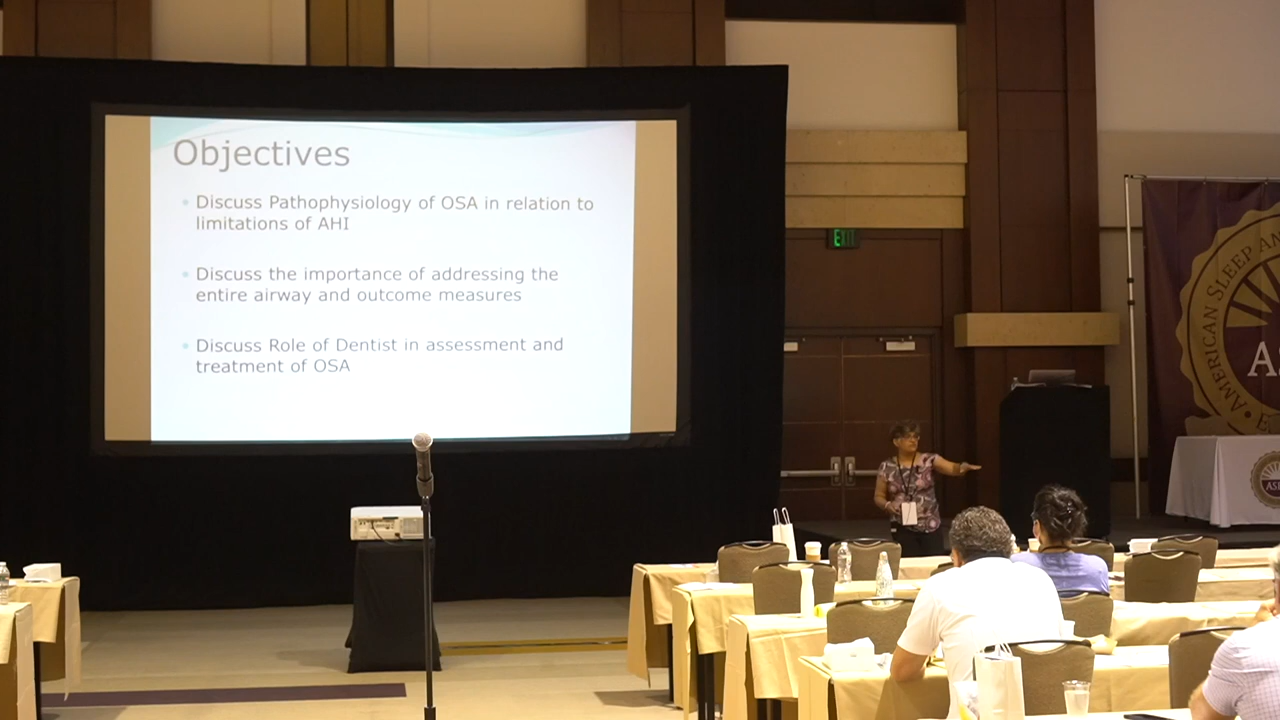 Objectives
Discuss Pathophysiology of OSA in relation to
limitations of AHI
Discuss the importance of addressing the
entire airway and outcome measures
Discuss Role of Dentist in assessment and
treatment of OSA
EXIT
AMERICAN SLEEP AN
AS